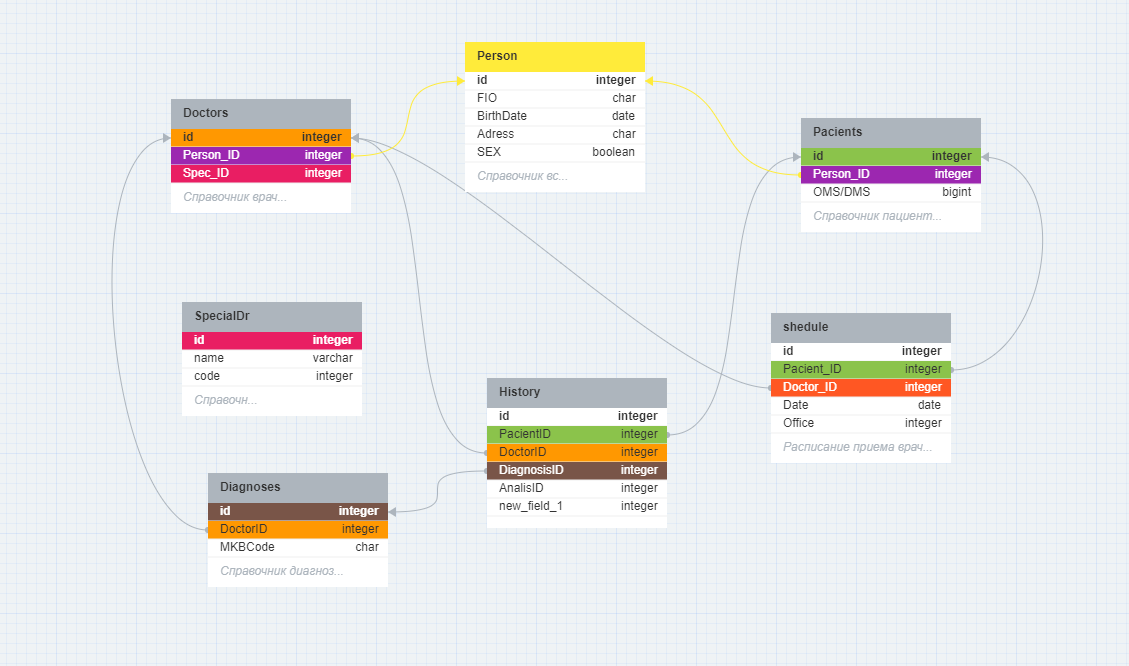 Person
id integer
FIO char
BirthDate date
Adress char
SEX boolean
Справочник вс...
Doctors
id integer
Person_ID integer
Spec_ID integer
Справочник врач...
Pacients
id integer
Person_ID integer
OMS/DMS bigint
Справочник пациент...
SpecialDr
id integer
name varchar
code integer
Справочн...
shedule
id integer
Pacient_ID integer
Doctor_ID integer
Date date
Office integer
Расписание приема врач...
History
id integer
PacientID integer
DoctorID integer
DiagnosisID integer
AnalisID integer
new_field_1 integer
Diagnoses
id integer
DoctorID integer
MKBCode char
Справочник диагноз...